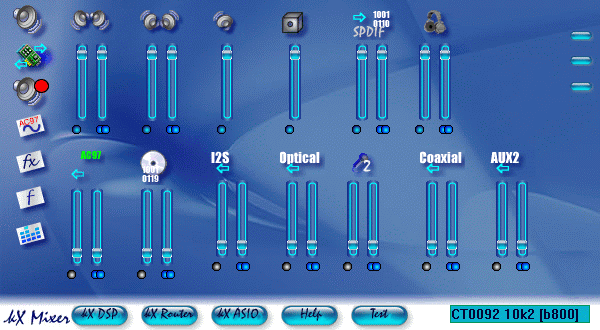 1001
0110
SPDIF
AC97
1001
0119
I2S
Optical
2
Coaxial
AUX2
AC97
fx
f
kX Mixer
kX DSP
kX Router
kX ASIO
Help
Test
CT0092 10k2 [b800]